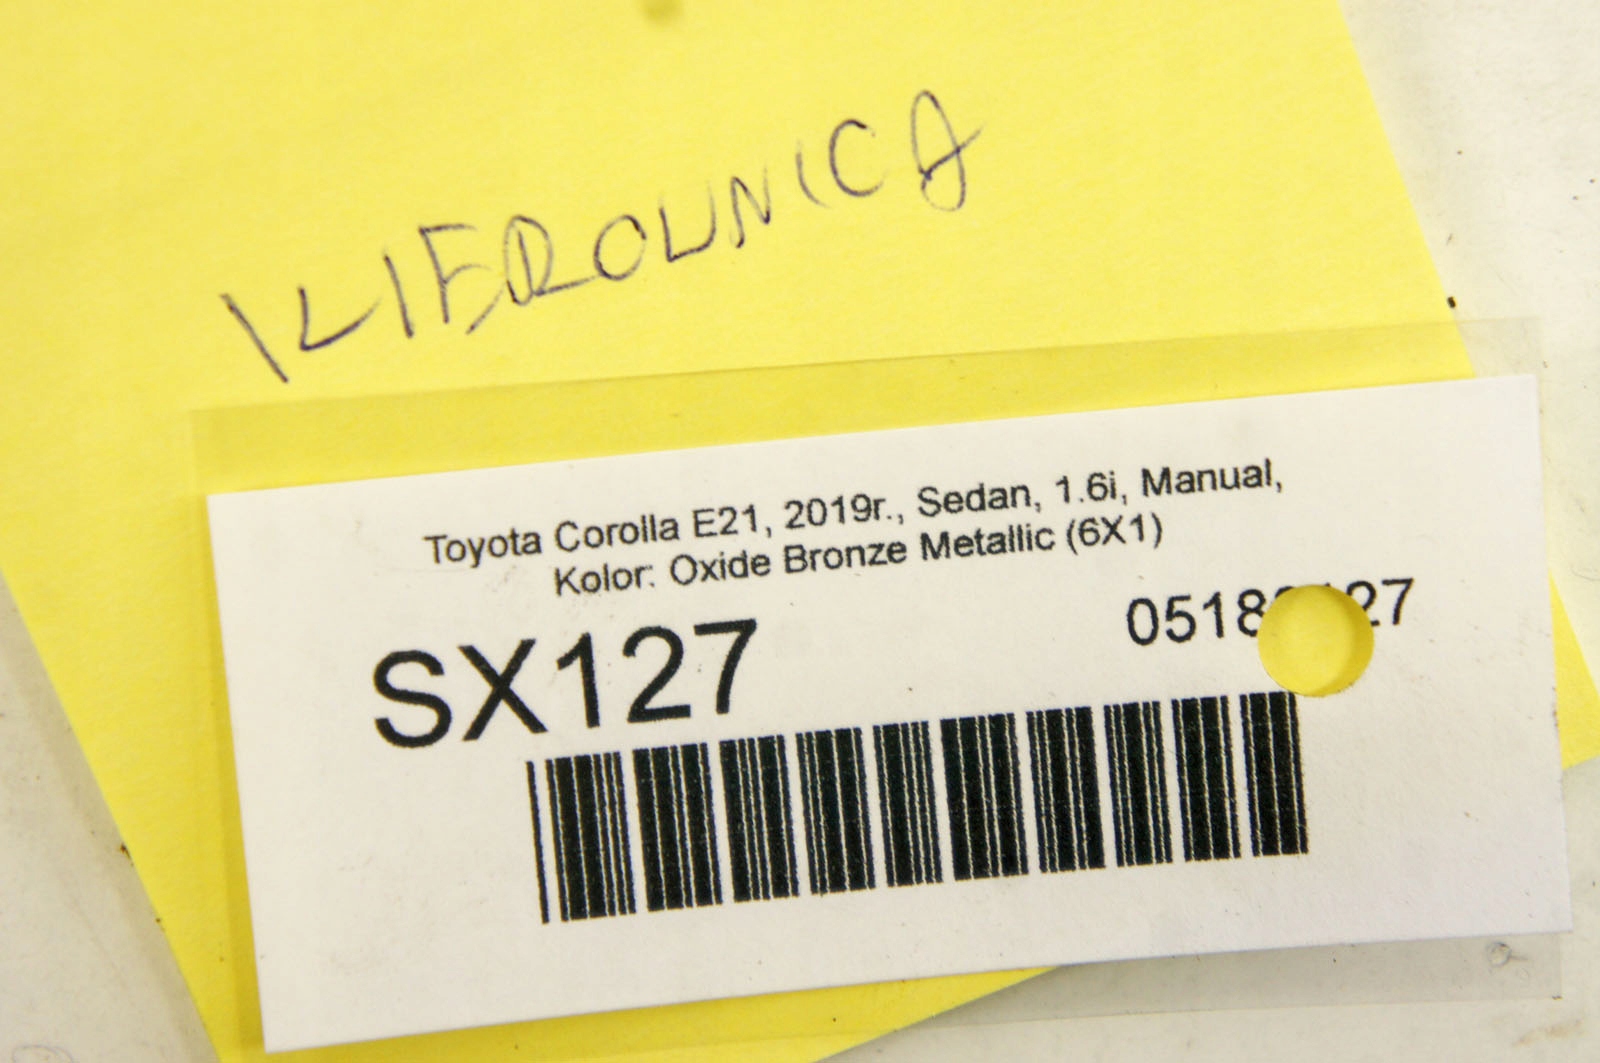 KIEROWNICA
Toyota Corolla E21, 2019r., Sedan, 1.6i, Manual,
Kolor: Oxide Bronze Metallic (6X1)
SX127